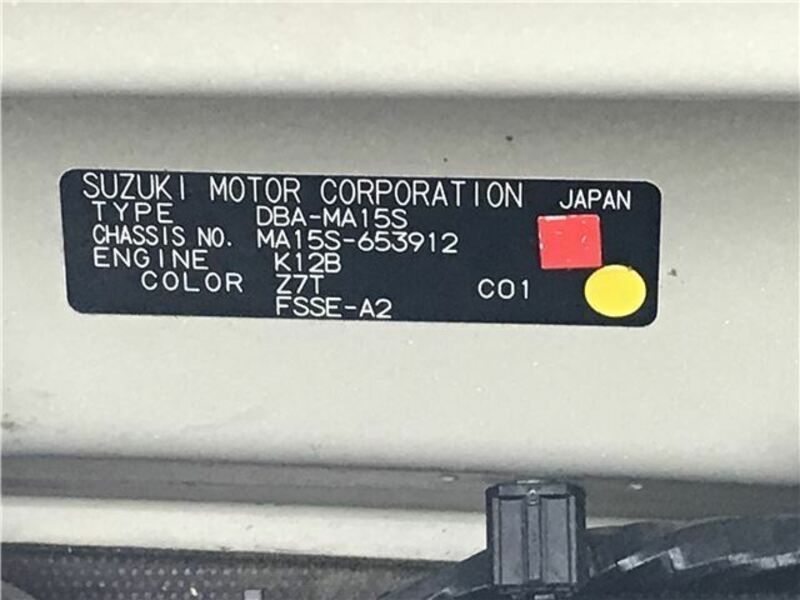 SUZUKI MOTOR CORPORATION JAPAN
TYPE DBA-MA15S
CHASSIS NO. MA15S-653912
ENGINE K12B
COLOR Z7T C01
FSSE-A2